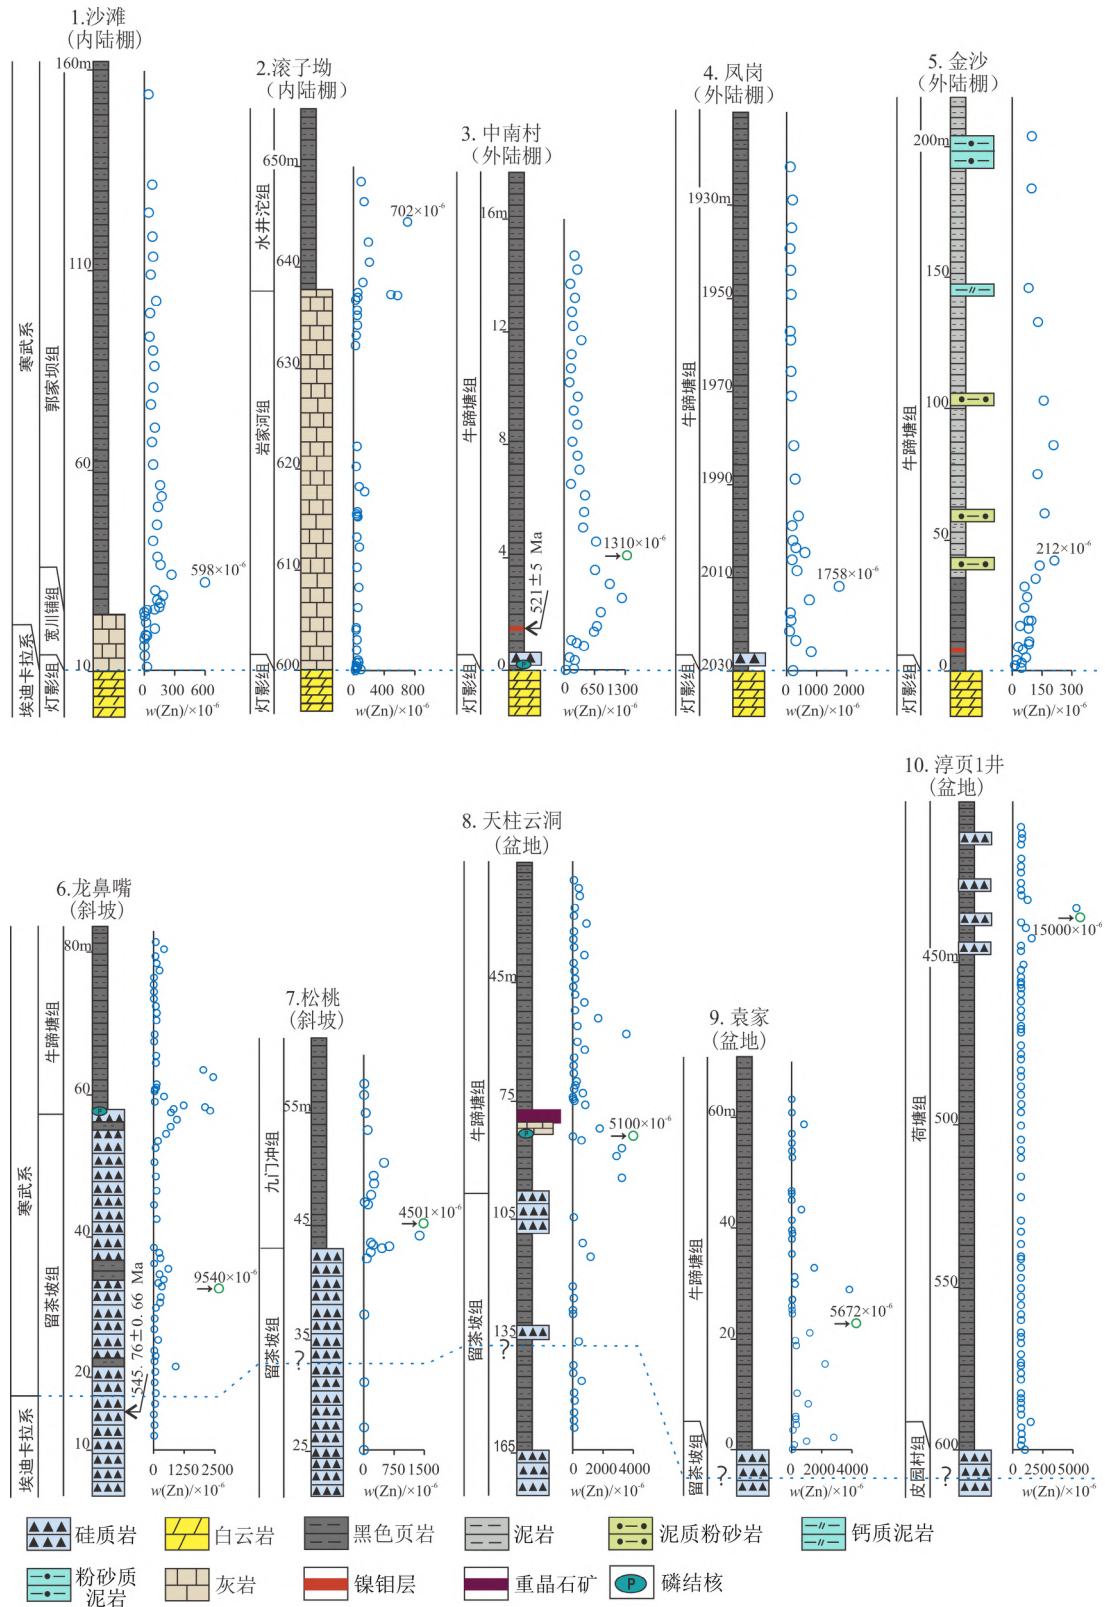 1.沙滩
(内陆棚)
160m
110
60
10
寒武系
埃迪卡拉系
郭家坝组
宽川铺组
灯影组
598×10⁻⁶
0 300 600
w(Zn)/×10⁻⁶
2.滚子坳
(内陆棚)
650m
640
630
620
610
600
水井沱组
岩家河组
灯影组
702×10⁻⁶
0 400 800
w(Zn)/×10⁻⁶
3. 中南村
(外陆棚)
16m
12
8
4
0
牛蹄塘组
灯影组
1310×10⁻⁶
521±5 Ma
P
0 650 1300
w(Zn)/×10⁻⁶
4. 凤岗
(外陆棚)
1930m
1950
1970
1990
2010
2030
牛蹄塘组
灯影组
1758×10⁻⁶
0 1000 2000
w(Zn)/×10⁻⁶
5. 金沙
(外陆棚)
200m
150
100
50
0
牛蹄塘组
灯影组
212×10⁻⁶
0 150 300
w(Zn)/×10⁻⁶
6.龙鼻嘴
(斜坡)
80m
60
40
20
10
寒武系
埃迪卡拉系
牛蹄塘组
留茶坡组
P
9540×10⁻⁶
545.76±0.66 Ma
0 1250 2500
w(Zn)/×10⁻⁶
7.松桃
(斜坡)
55m
45
35
25
九门冲组
留茶坡组
?
4501×10⁻⁶
0 750 1500
w(Zn)/×10⁻⁶
8. 天柱云洞
(盆地)
45m
75
105
135
165
牛蹄塘组
留茶坡组
?
P
5100×10⁻⁶
0 2000 4000
w(Zn)/×10⁻⁶
9. 袁家
(盆地)
60m
40
20
0
牛蹄塘组
留茶坡组
?
5672×10⁻⁶
0 2000 4000
w(Zn)/×10⁻⁶
10. 淳页1井
(盆地)
450m
500
550
600
荷塘组
皮园村组
?
15000×10⁻⁶
0 2500 5000
w(Zn)/×10⁻⁶
硅质岩 白云岩 黑色页岩 泥岩 泥质粉砂岩 钙质泥岩
粉砂质
泥岩 灰岩 镍钼层 重晶石矿 P 磷结核